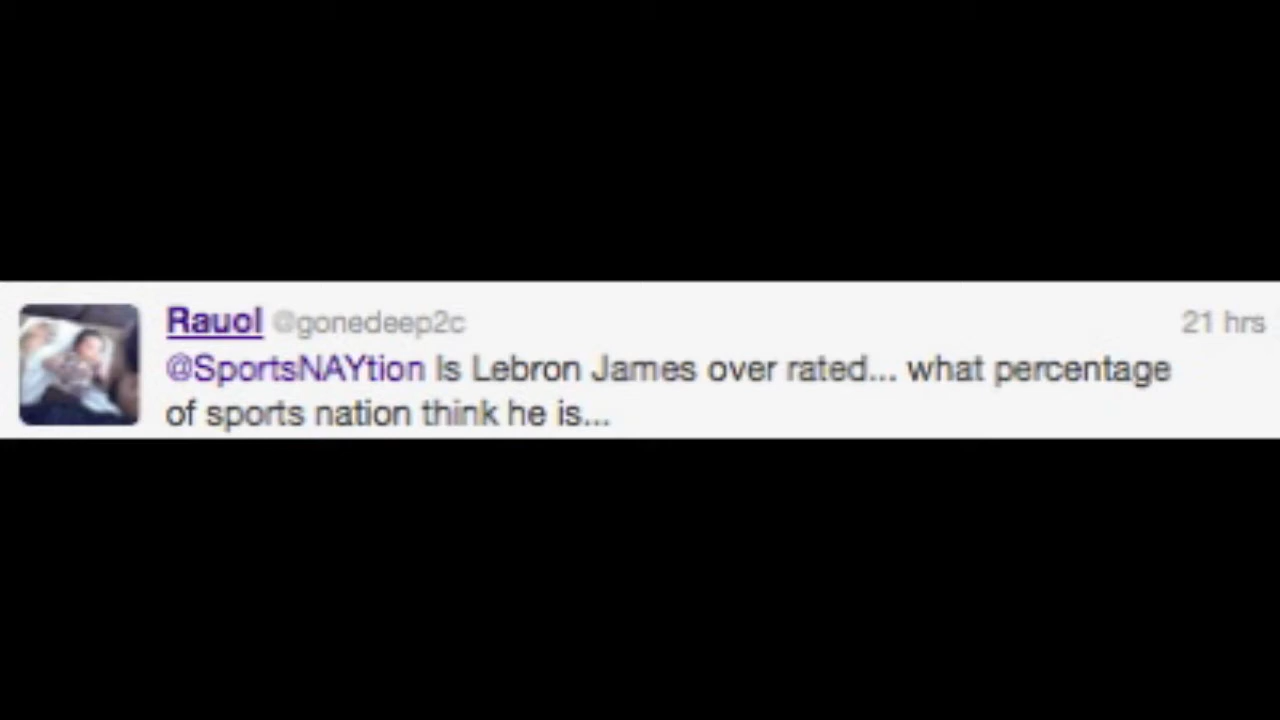 Rauol @gonedeep2c 21 hrs
@SportsNAYtion Is Lebron James over rated... what percentage
of sports nation think he is...